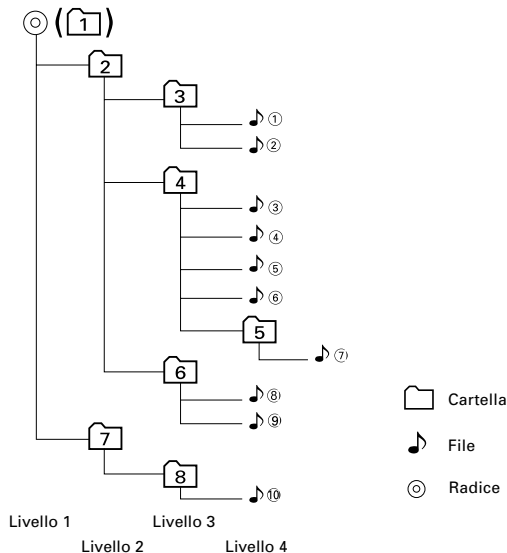 (1)
2
3
①
②
4
③
④
⑤
⑥
5
⑦
6
⑧
⑨
7
8
⑩
Cartella
File
Radice
Livello 1
Livello 3
Livello 2
Livello 4